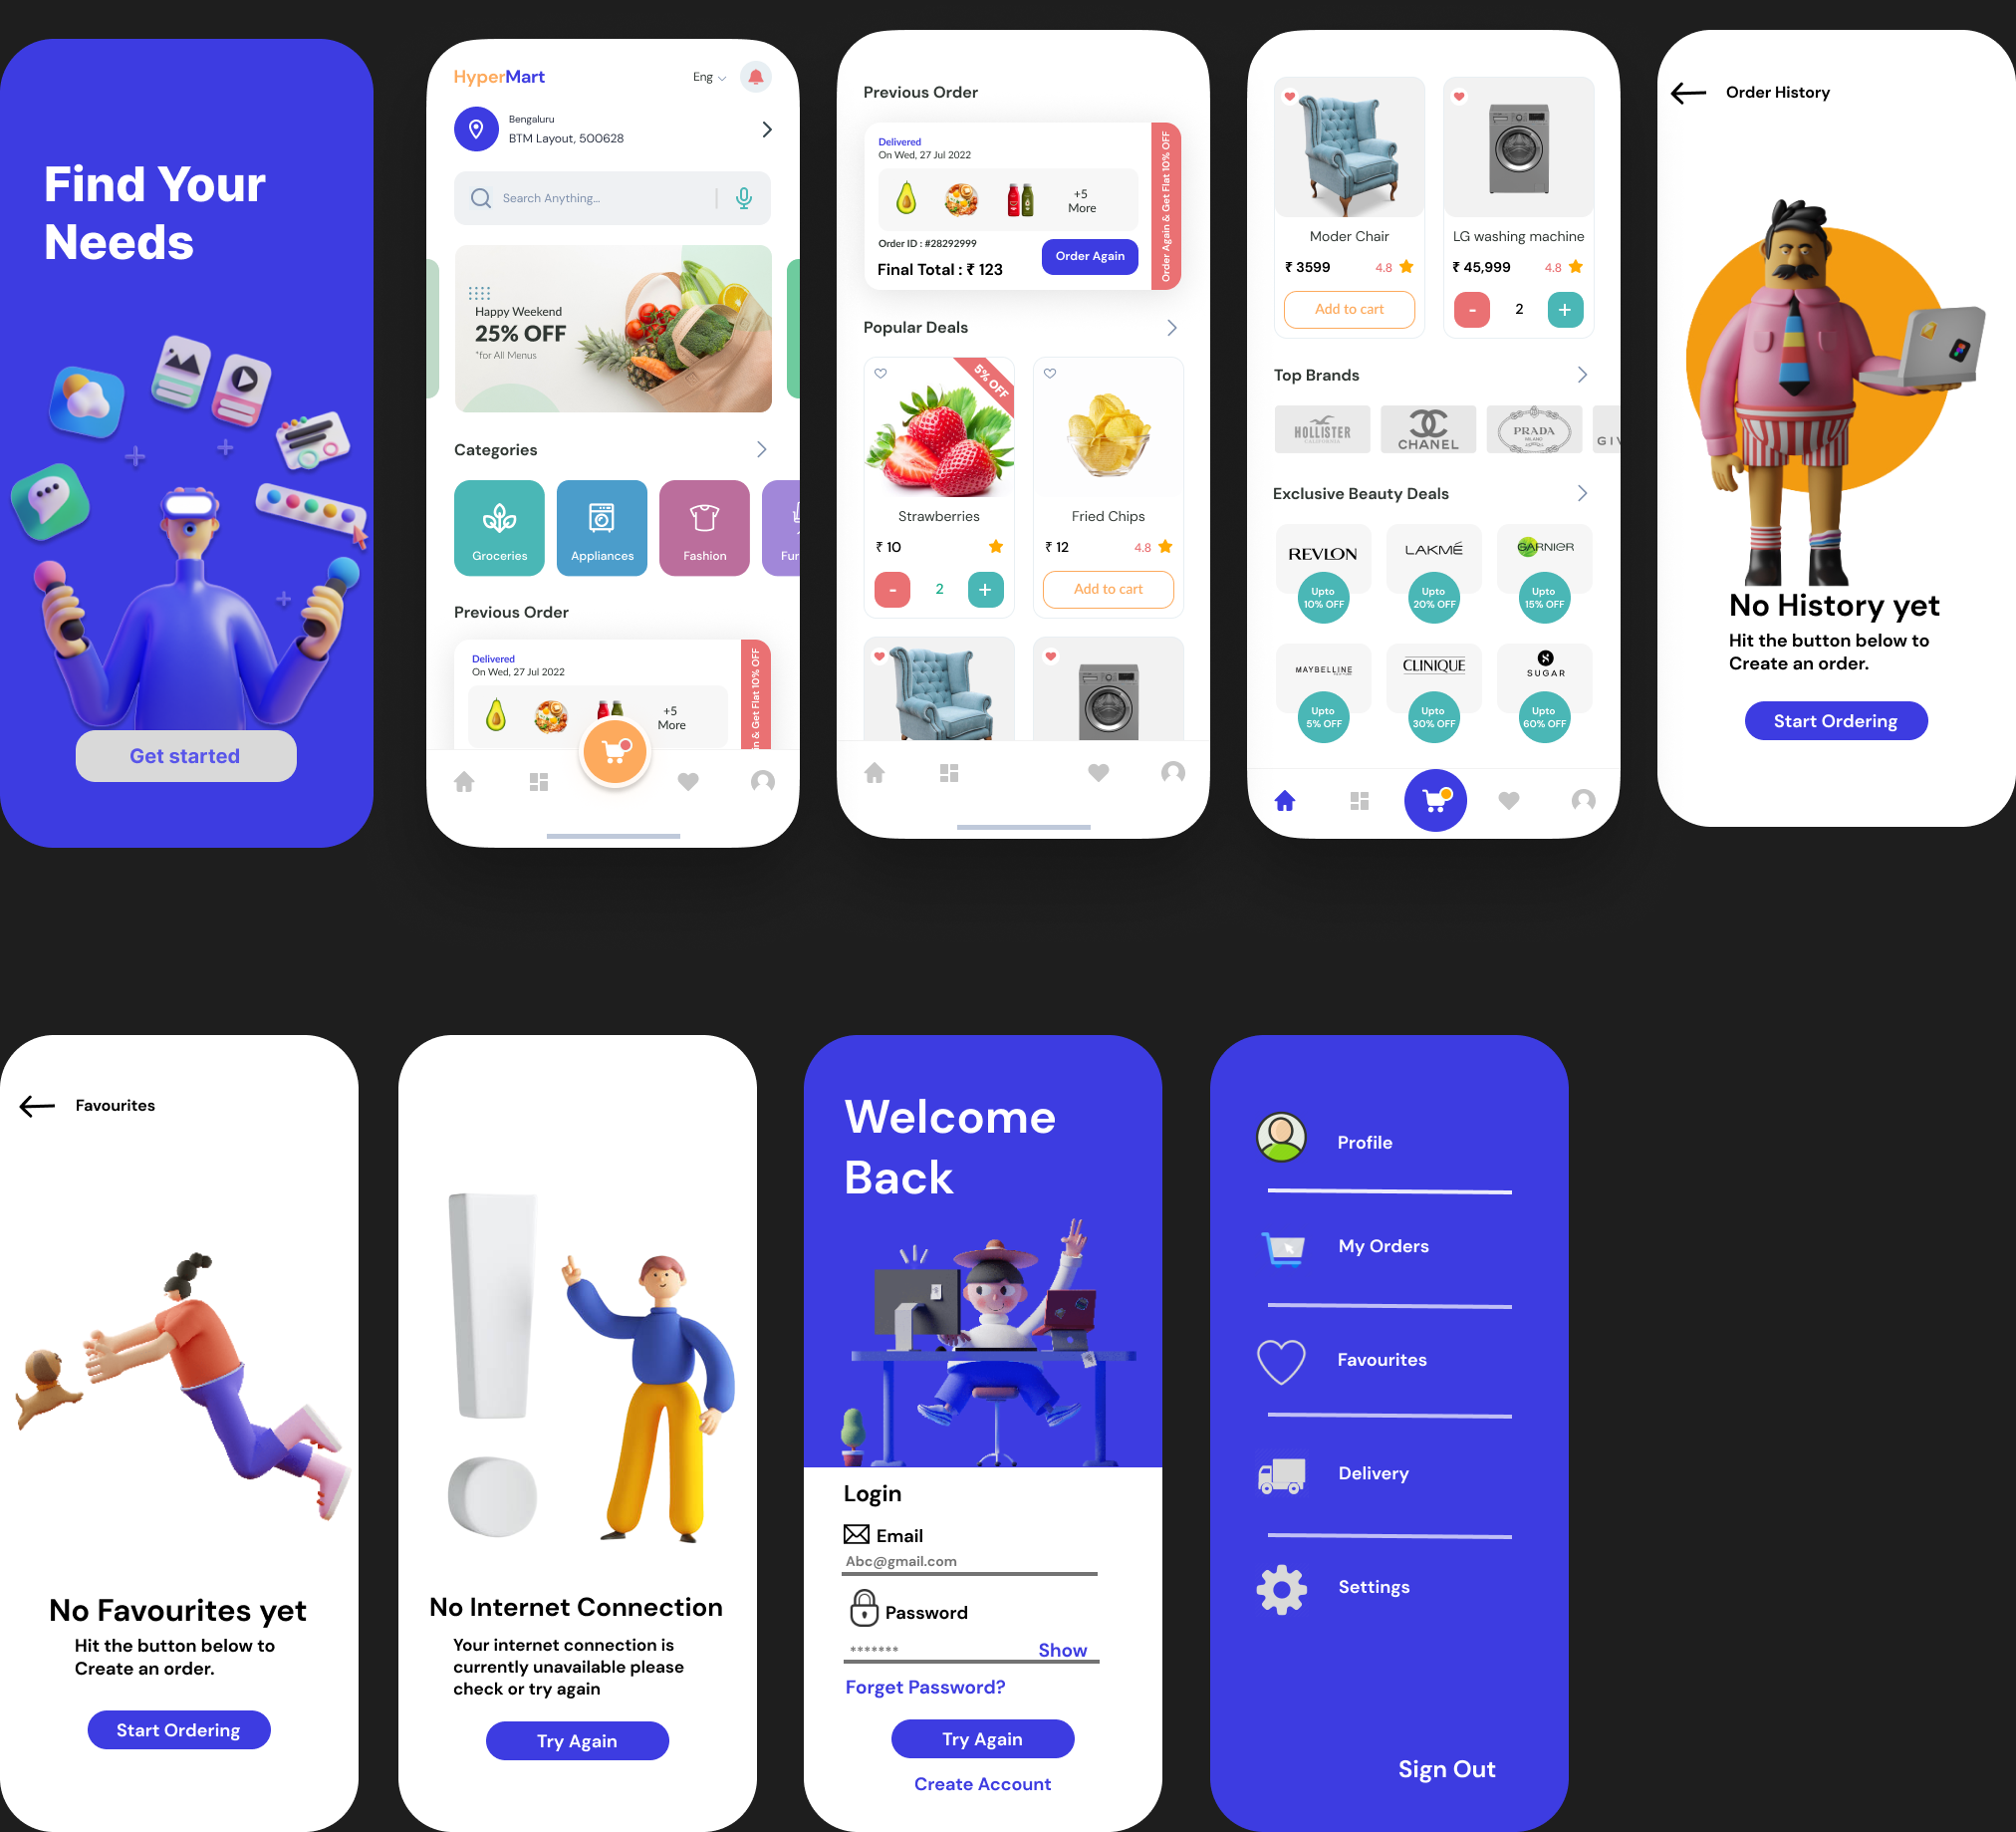 Find Your
Needs
Get started
HyperMart
Eng
Bengaluru
BTM Layout, 500628
Search Anything...
Happy Weekend
25% OFF
*for All Menus
Categories
Groceries
Appliances
Fashion
Fur
Previous Order
Delivered
On Wed, 27 Jul 2022
+5
More
n & Get Flat 10% OFF
Previous Order
Delivered
On Wed, 27 Jul 2022
+5
More
Order ID : #28292999
Final Total : ₹ 123
Order Again
Order Again & Get Flat 10% OFF
Popular Deals
5% OFF
Strawberries
₹ 10
- 2 +
Fried Chips
₹ 12
4.8
Add to cart
Moder Chair
₹ 3599
4.8
Add to cart
LG washing machine
₹ 45,999
4.8
- 2 +
Top Brands
HOLLISTER
CALIFORNIA
CHANEL
PRADA
MILANO
GIV
Exclusive Beauty Deals
REVLON
Upto
10% OFF
LAKMÉ
Upto
20% OFF
GARNIER
Upto
15% OFF
MAYBELLINE
Upto
5% OFF
CLINIQUE
Upto
30% OFF
SUGAR
Upto
60% OFF
Order History
No History yet
Hit the button below to
Create an order.
Start Ordering
Favourites
No Favourites yet
Hit the button below to
Create an order.
Start Ordering
No Internet Connection
Your internet connection is
currently unavailable please
check or try again
Try Again
Welcome
Back
Login
Email
Abc@gmail.com
Password
*******
Show
Forget Password?
Try Again
Create Account
Profile
My Orders
Favourites
Delivery
Settings
Sign Out